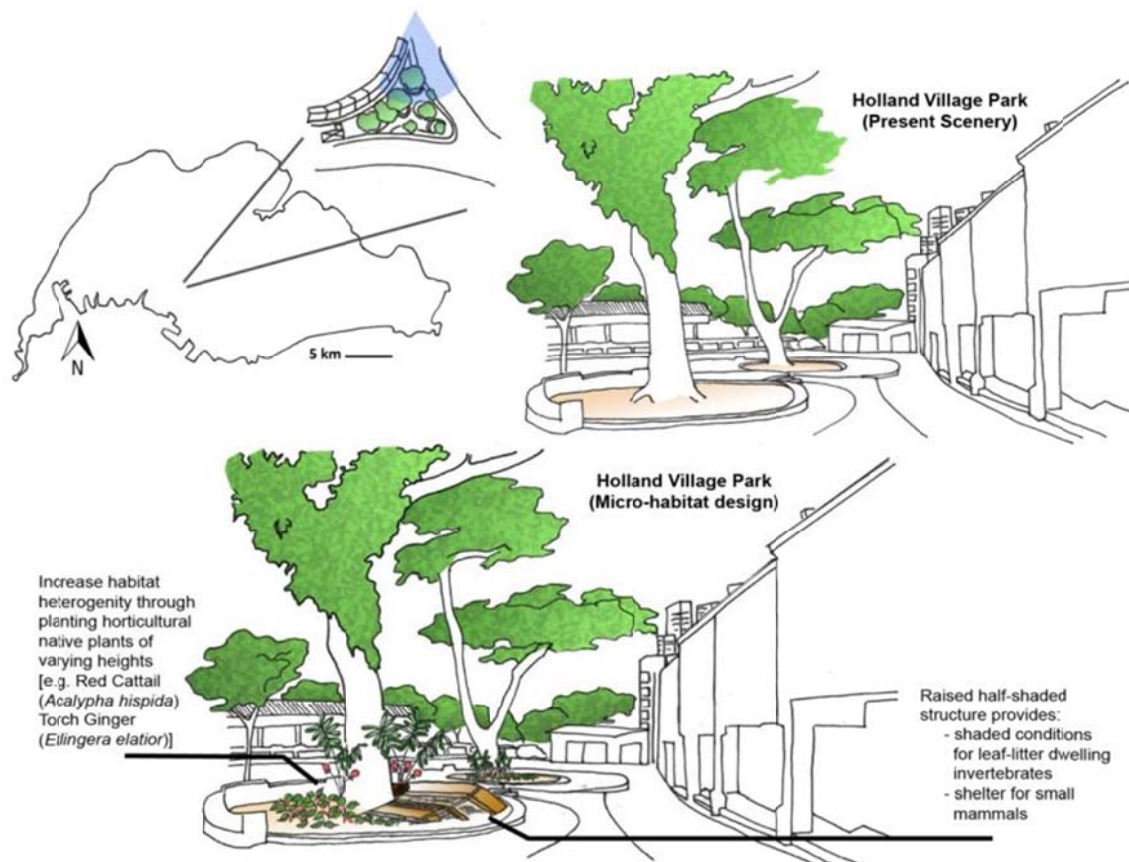 Holland Village Park
(Present Scenery)
N
5 km
Holland Village Park
(Micro-habitat design)
Increase habitat
heterogenity through
planting horticultural
native plants of
varying heights
[e.g. Red Cattail
(Acalypha hispida)
Torch Ginger
(Etlingera elatior)]
Raised half-shaded
structure provides:
- shaded conditions
for leaf-litter dwelling
invertebrates
- shelter for small
mammals